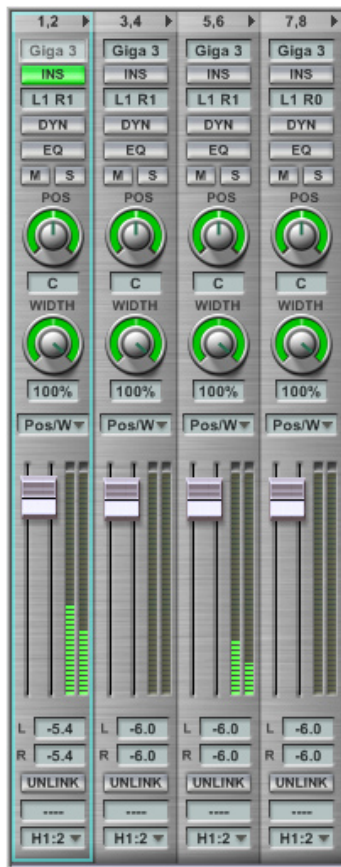 1,2 3,4 5,6 7,8
Giga 3 Giga 3 Giga 3 Giga 3
INS INS INS INS
L1 R1 L1 R1 L1 R1 L1 R0
DYN DYN DYN DYN
EQ EQ EQ EQ
M S M S M S M S
POS POS POS POS
C C C C
WIDTH WIDTH WIDTH WIDTH
100% 100% 100% 100%
Pos/W Pos/W Pos/W Pos/W
L -5.4 L -6.0 L -6.0 L -6.0
R -5.4 R -6.0 R -6.0 R -6.0
UNLINK UNLINK UNLINK UNLINK
---- ---- ---- ----
H1:2 H1:2 H1:2 H1:2